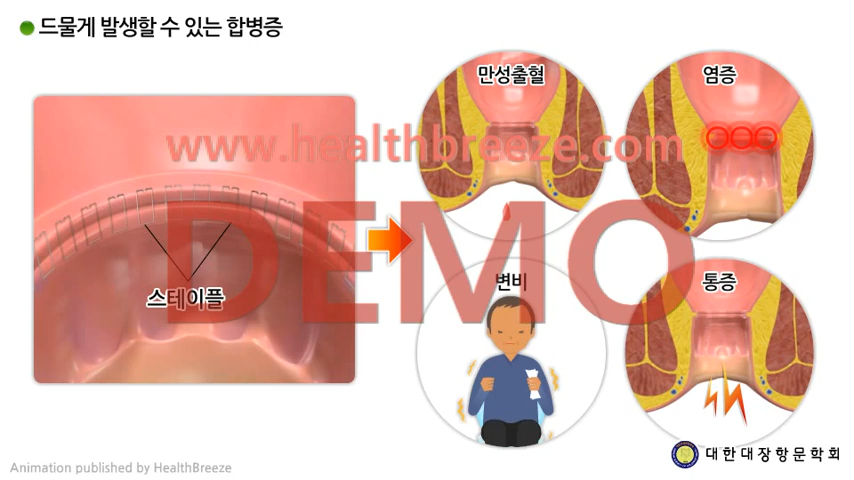 드물게 발생할 수 있는 합병증
만성출혈
염증
www.healthbreeze.com
DEMO
스테이플
변비
통증
대한대장항문학회
Animation published by HealthBreeze